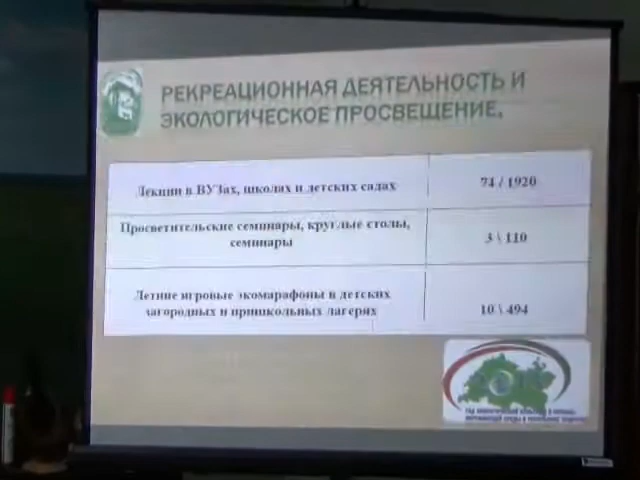 РЕКРЕАЦИОННАЯ ДЕЯТЕЛЬНОСТЬ И
ЭКОЛОГИЧЕСКОЕ ПРОСВЕЩЕНИЕ.
Лекции в ВУЗах, школах и детских садах
74 / 1920
Просветительские семинары, круглые столы,
семинары
3 \ 110
Летние игровые экомарафоны в детских
загородных и пришкольных лагерях
10 \ 494